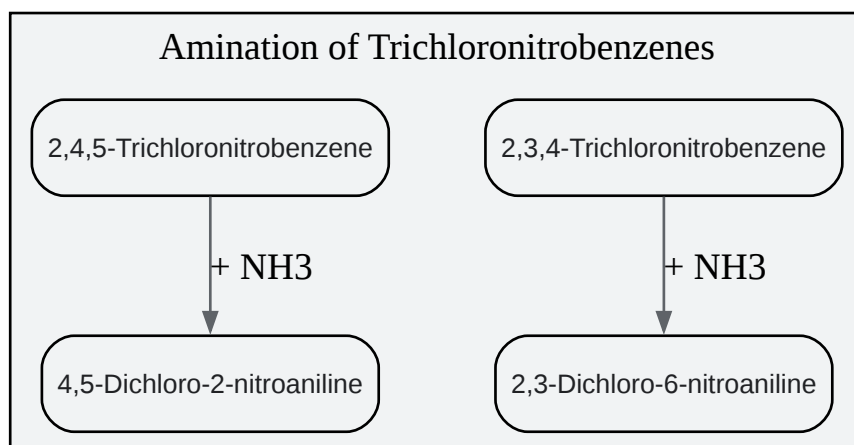 Amination of Trichloronitrobenzenes
2,4,5-Trichloronitrobenzene
2,3,4-Trichloronitrobenzene
+ NH3
+ NH3
4,5-Dichloro-2-nitroaniline
2,3-Dichloro-6-nitroaniline